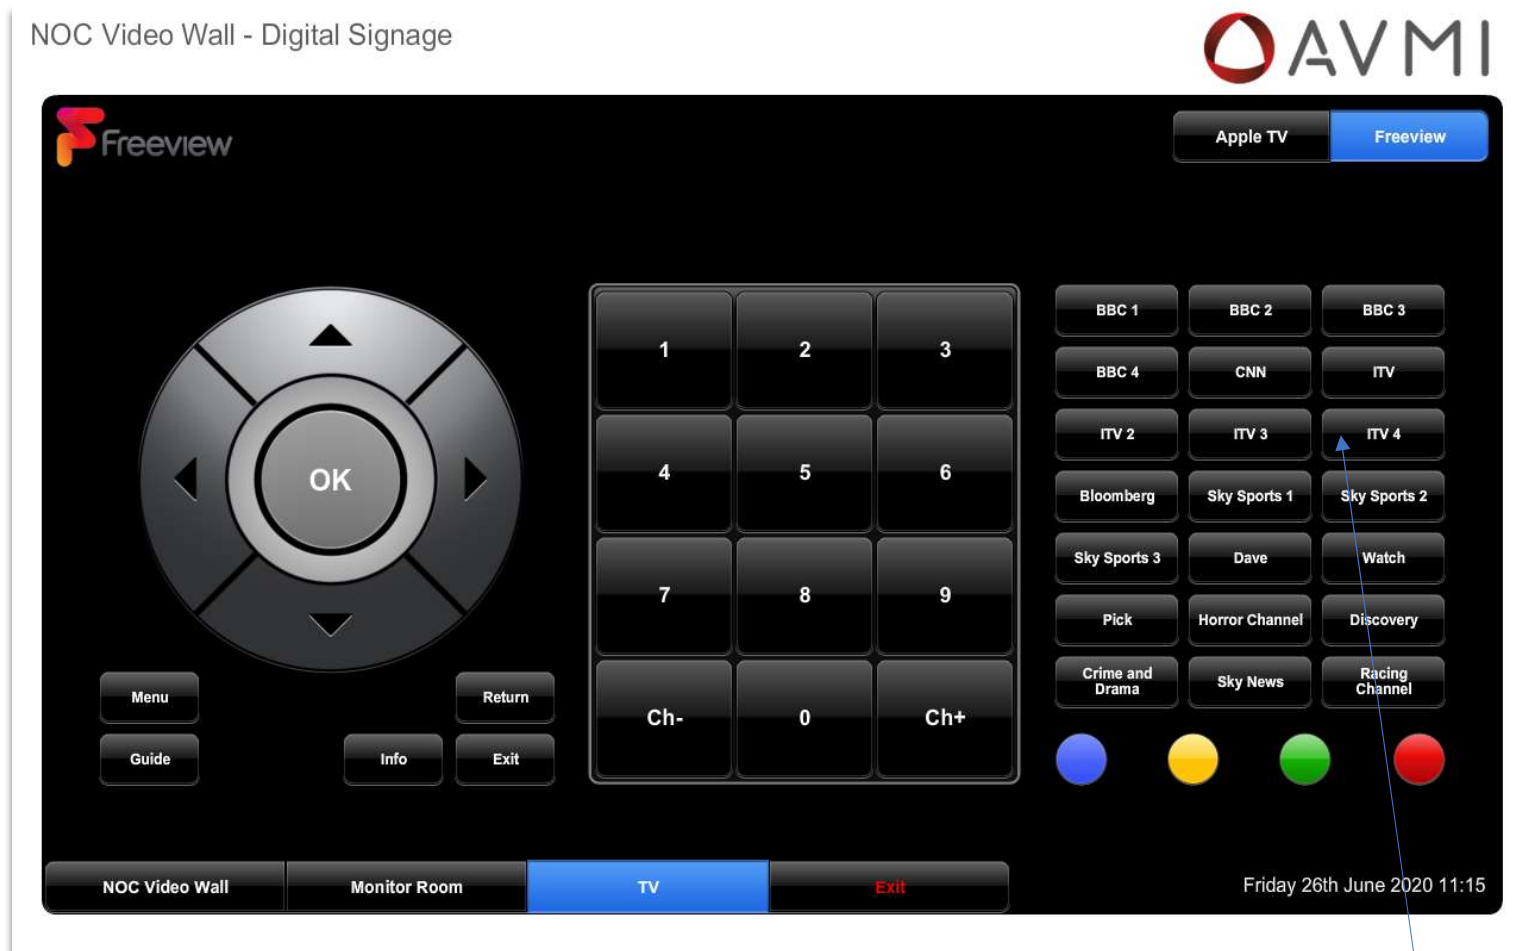 NOC Video Wall - Digital Signage
AVMI
Freeview
Apple TV
Freeview
1
2
3
4
5
6
7
8
9
Ch-
0
Ch+
OK
Menu
Return
Guide
Info
Exit
BBC 1
BBC 2
BBC 3
BBC 4
CNN
ITV
ITV 2
ITV 3
ITV 4
Bloomberg
Sky Sports 1
Sky Sports 2
Sky Sports 3
Dave
Watch
Pick
Horror Channel
Discovery
Crime and
Drama
Sky News
Racing
Channel
NOC Video Wall
Monitor Room
TV
Exit
Friday 26th June 2020 11:15